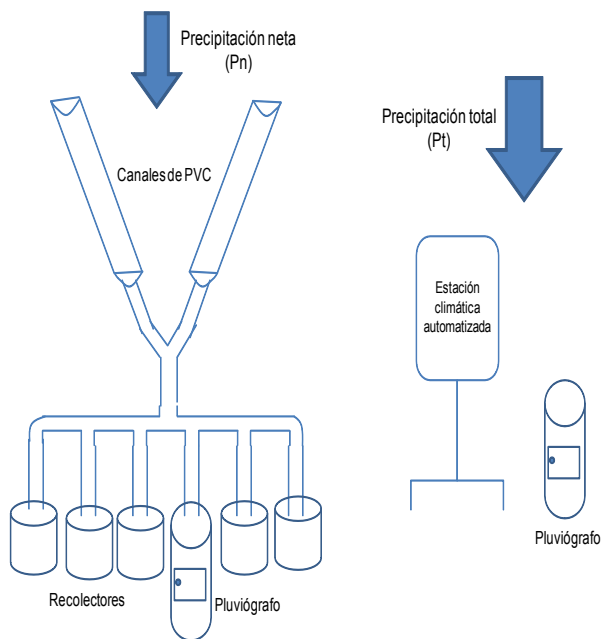 Precipitación neta
(Pn)
Canales de PVC
Recolectores
Pluviógrafo
Precipitación total
(Pt)
Estación
climática
automatizada
Pluviógrafo